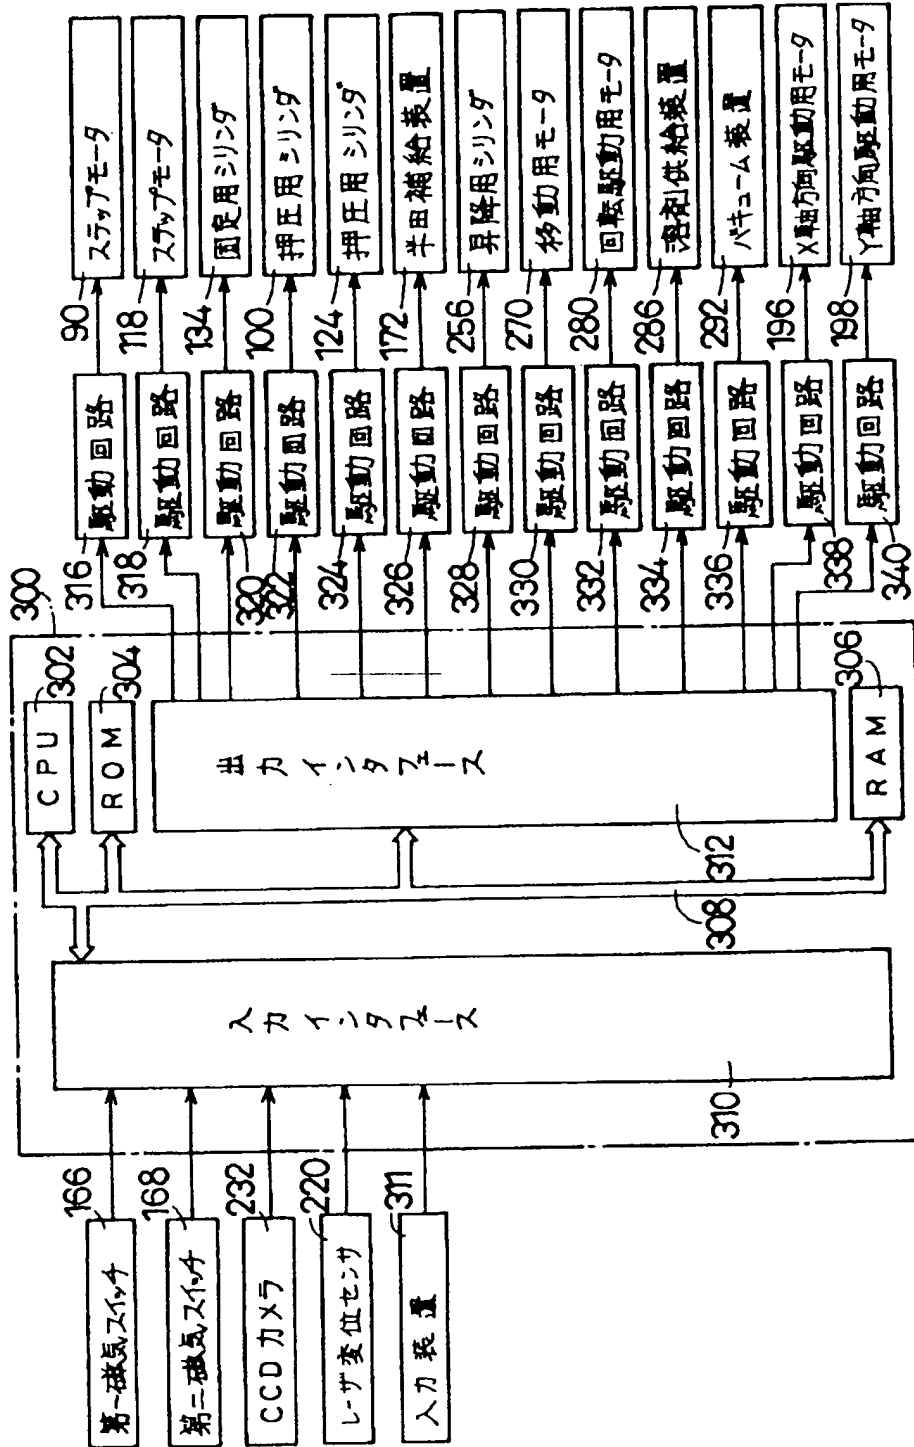 第一磁気スイッチ
166
第二磁気スイッチ
168
CCDカメラ
232
レーザ変位センサ
220
入力装置
311
300
入力インタフェース
310
308
CPU
302
ROM
304
出力インタフェース
312
RAM
306
316
駆動回路
90
ステップモータ
318
駆動回路
118
ステップモータ
320
駆動回路
134
固定用シリンダ
322
駆動回路
100
押圧用シリンダ
324
駆動回路
124
押圧用シリンダ
326
駆動回路
172
半田補給装置
328
駆動回路
256
昇降用シリンダ
330
駆動回路
270
移動用モータ
332
駆動回路
280
回転駆動用モータ
334
駆動回路
286
溶剤供給装置
336
駆動回路
292
バキューム装置
338
駆動回路
196
X軸方向駆動用モータ
340
駆動回路
198
Y軸方向駆動用モータ